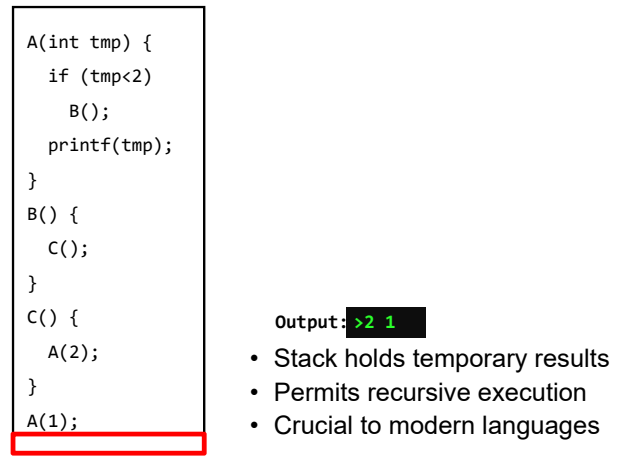 A(int tmp) {
if (tmp<2)
B();
printf(tmp);
}
B() {
C();
}
C() {
A(2);
}
A(1);
Output: >2 1
• Stack holds temporary results
• Permits recursive execution
• Crucial to modern languages